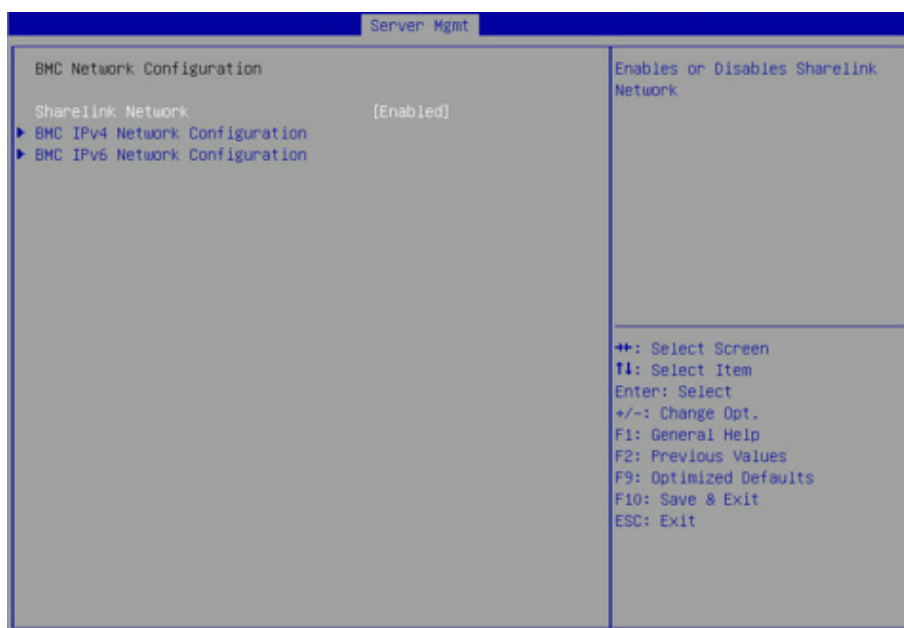 Server Mgmt
BMC Network Configuration
Sharelink Network [Enabled]
BMC IPv4 Network Configuration
BMC IPv6 Network Configuration
Enables or Disables Sharelink
Network
→←: Select Screen
↑↓: Select Item
Enter: Select
+/-: Change Opt.
F1: General Help
F2: Previous Values
F9: Optimized Defaults
F10: Save & Exit
ESC: Exit